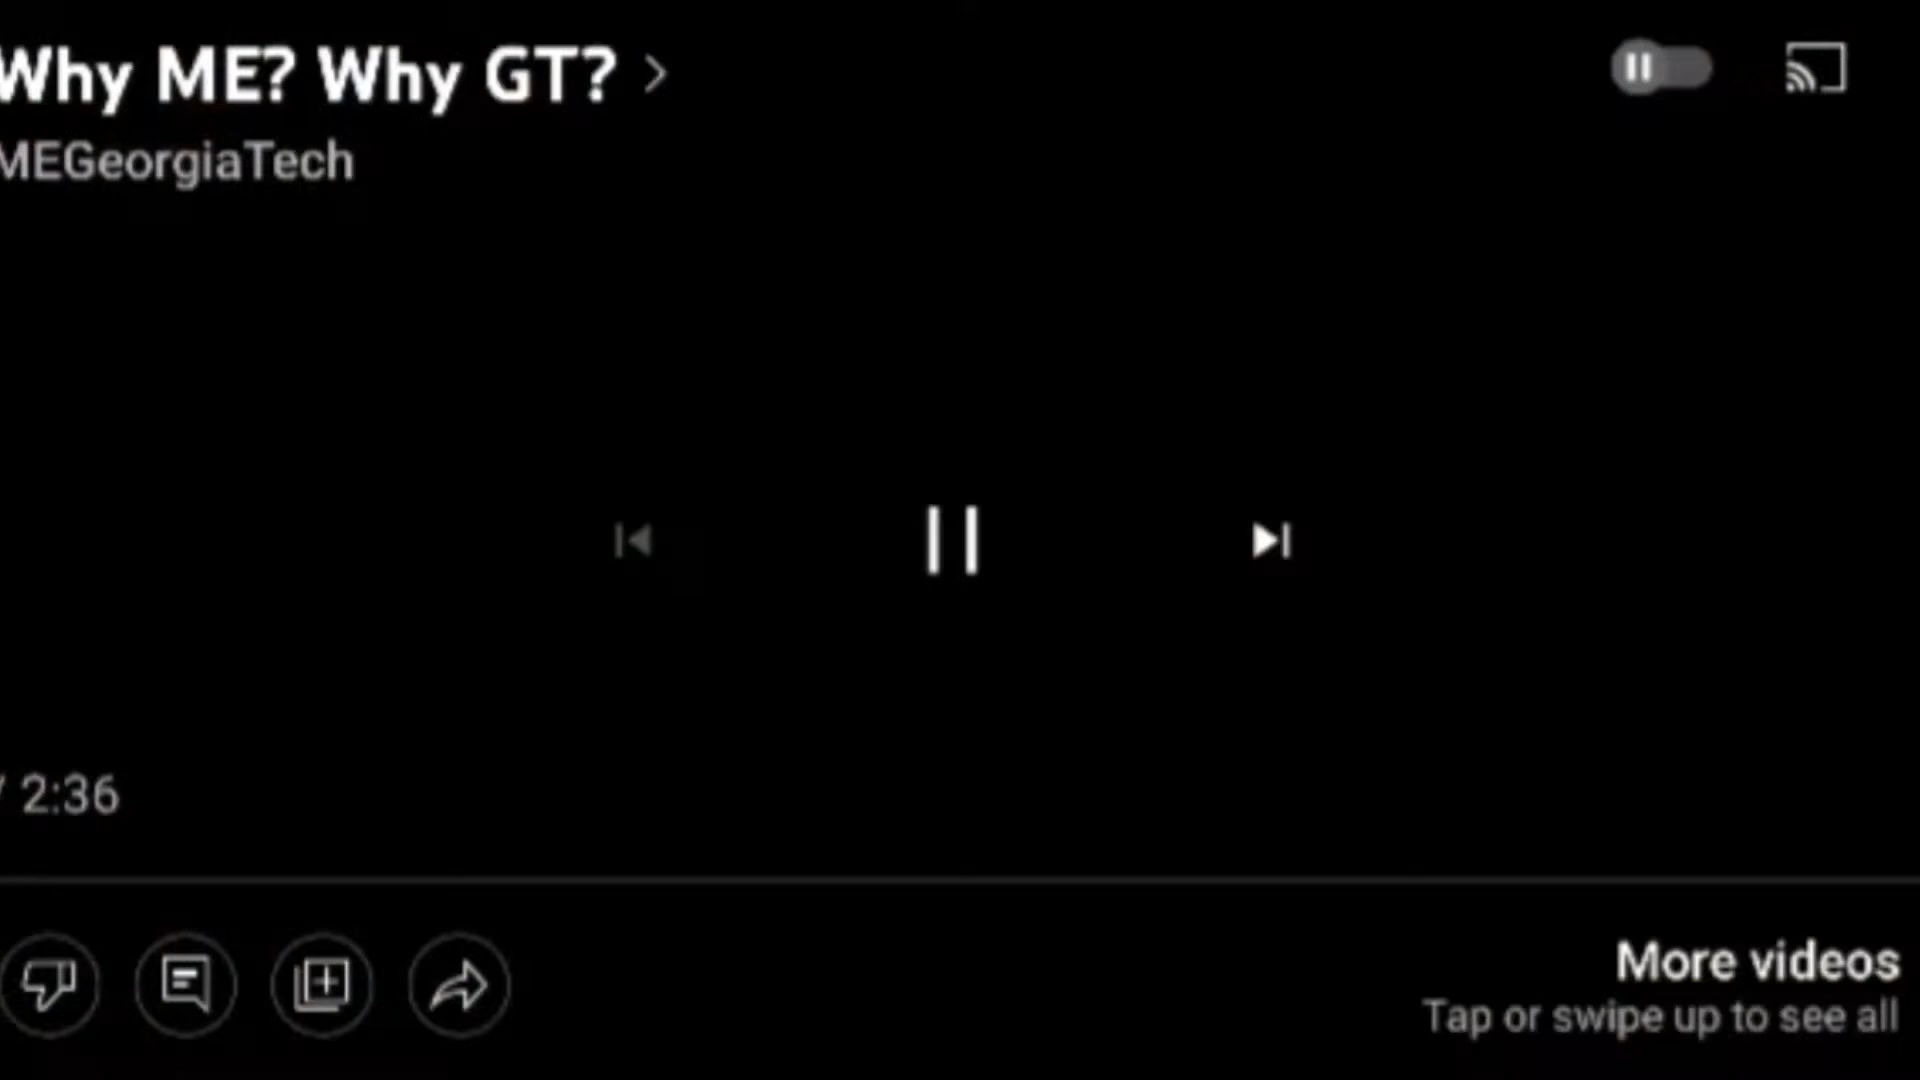 Why ME? Why GT?
MEGeorgiaTech
/ 2:36
More videos
Tap or swipe up to see all